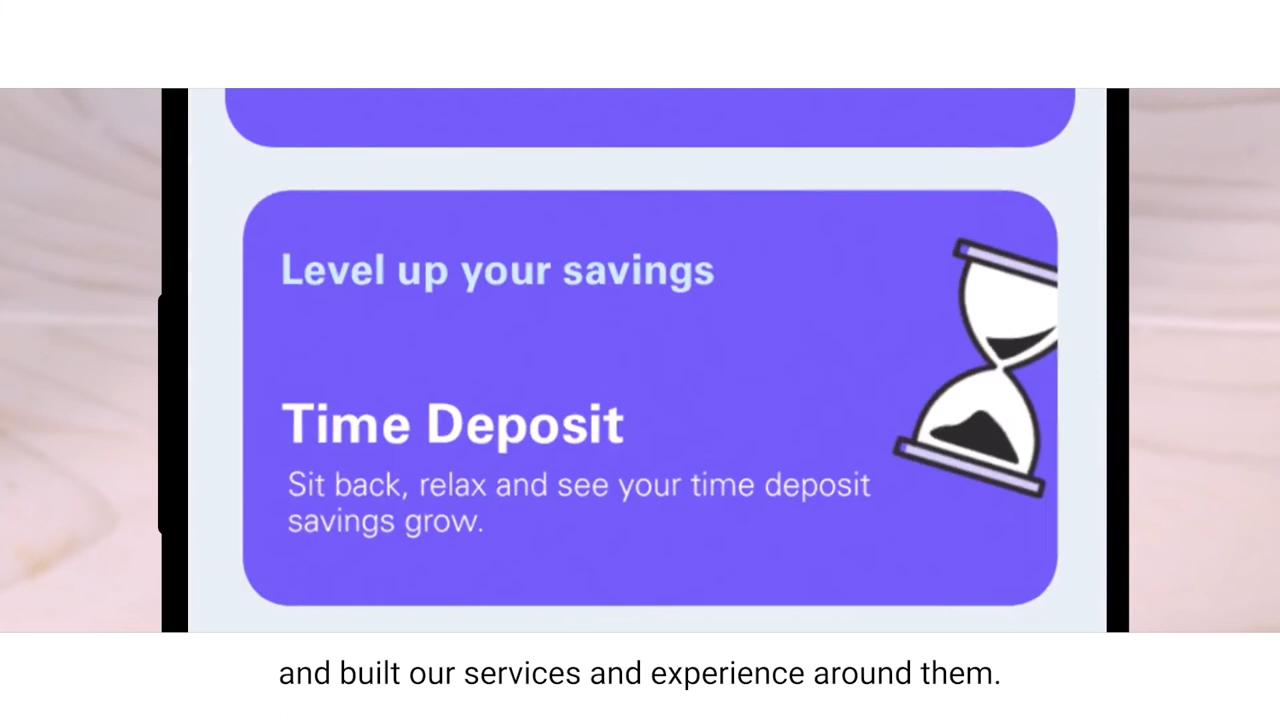 Level up your savings
Time Deposit
Sit back, relax and see your time deposit
savings grow.
and built our services and experience around them.